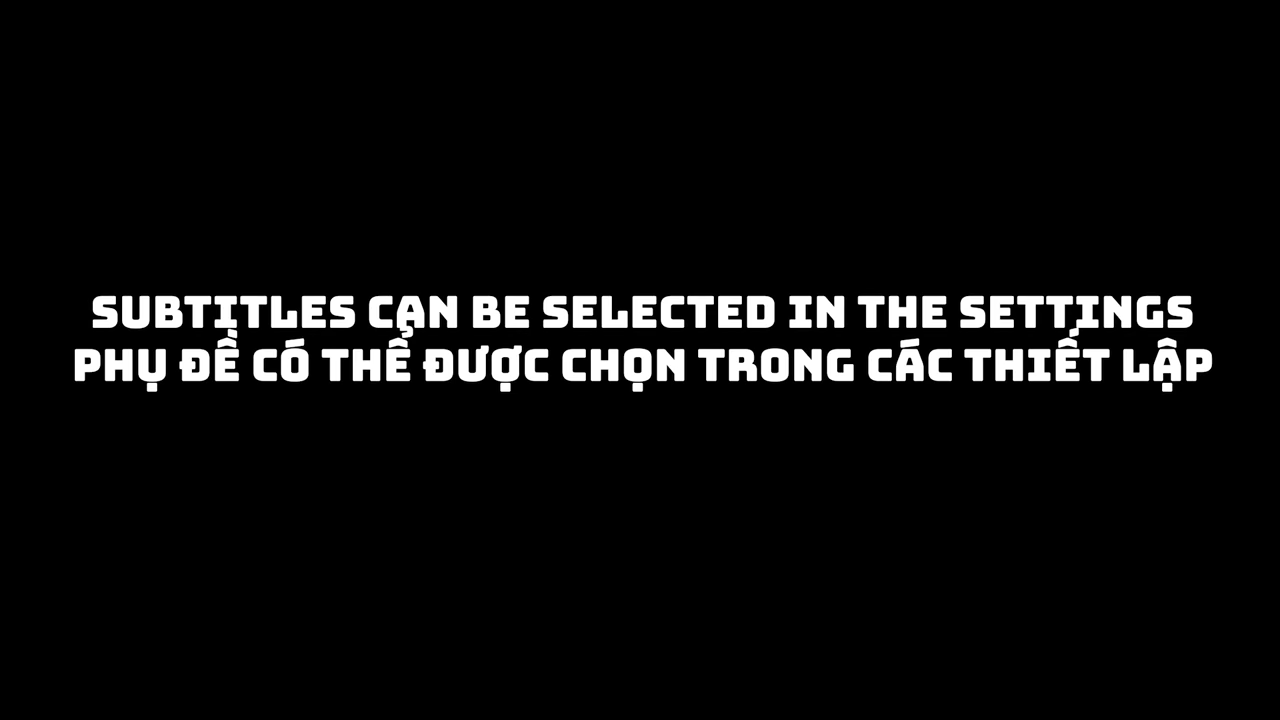 SUBTITLES CAN BE SELECTED IN THE SETTINGS
PHỤ ĐỀ CÓ THỂ ĐƯỢC CHỌN TRONG CÁC THIẾT LẬP